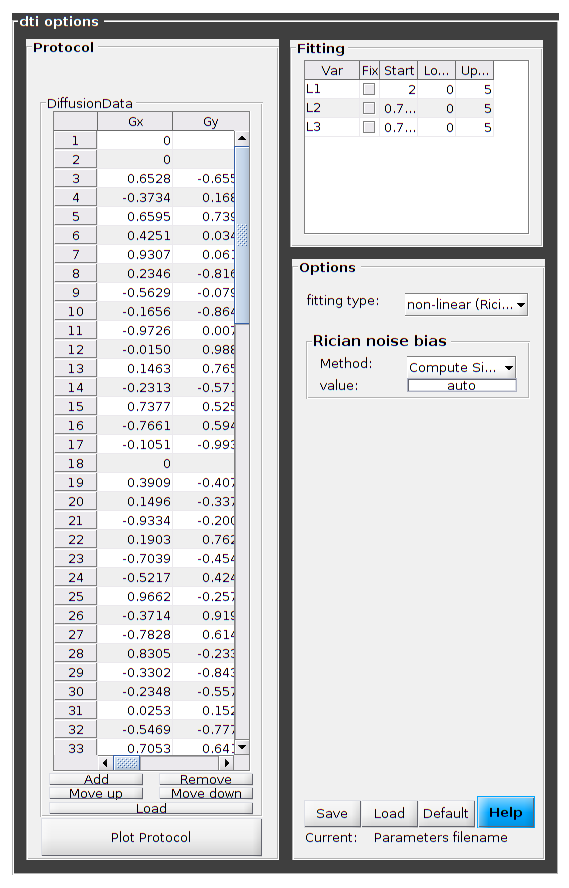 dti options
Protocol
DiffusionData
Gx Gy
1 0
2 0
3 0.6528 -0.655
4 -0.3734 0.168
5 0.6595 0.739
6 0.4251 0.034
7 0.9307 0.061
8 0.2346 -0.816
9 -0.5629 -0.079
10 -0.1656 -0.864
11 -0.9726 0.007
12 -0.0150 0.988
13 0.1463 0.765
14 -0.2313 -0.571
15 0.7377 0.525
16 -0.7661 0.594
17 -0.1051 -0.993
18 0
19 0.3909 -0.407
20 0.1496 -0.337
21 -0.9334 -0.200
22 0.1903 0.762
23 -0.7039 -0.454
24 -0.5217 0.424
25 0.9662 -0.257
26 -0.3714 0.919
27 -0.7828 0.614
28 0.8305 -0.233
29 -0.3302 -0.843
30 -0.2348 -0.557
31 0.0253 0.152
32 -0.5469 -0.777
33 0.7053 0.641
Add Remove
Move up Move down
Load
Plot Protocol
Fitting
Var Fix Start Lo... Up...
L1 2 0 5
L2 0.7... 0 5
L3 0.7... 0 5
Options
fitting type: non-linear (Rici...
Rician noise bias
Method: Compute Si...
value: auto
Save Load Default Help
Current: Parameters filename